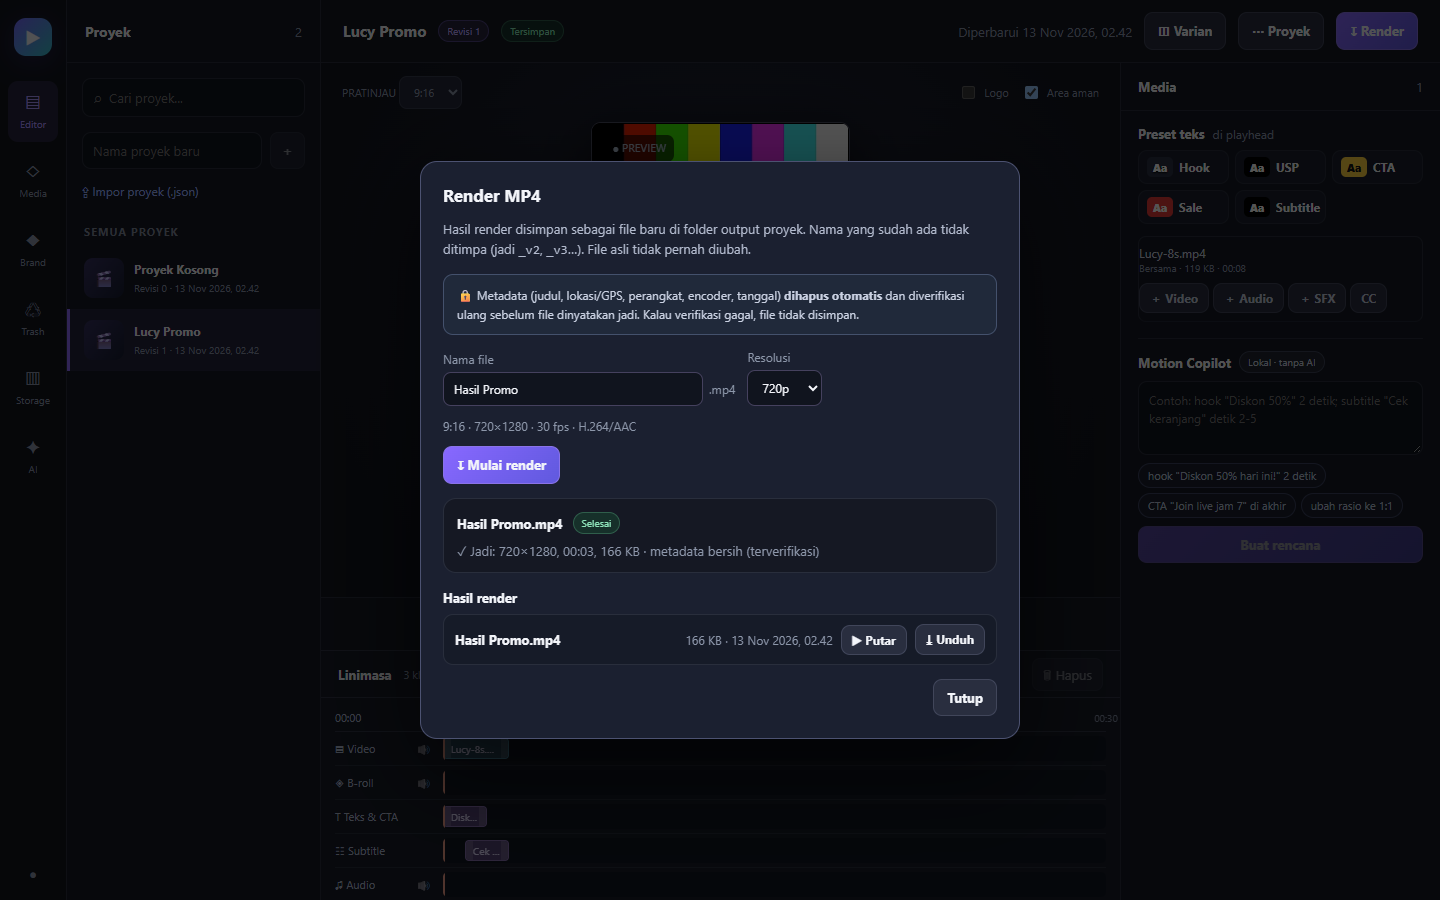 Proyek
2
Lucy Promo
Revisi 1
Tersimpan
Diperbarui 13 Nov 2026, 02.42
Varian
Proyek
Render
Editor
Media
Brand
Trash
Storage
AI
Cari proyek...
Nama proyek baru
+
Impor proyek (.json)
SEMUA PROYEK
Proyek Kosong
Revisi 0 · 13 Nov 2026, 02.42
Lucy Promo
Revisi 1 · 13 Nov 2026, 02.42
PRATINJAU
9:16
Logo
Area aman
● PREVIEW
Render MP4
Hasil render disimpan sebagai file baru di folder output proyek. Nama yang sudah ada tidak
ditimpa (jadi _v2, _v3...). File asli tidak pernah diubah.
Metadata (judul, lokasi/GPS, perangkat, encoder, tanggal) dihapus otomatis dan diverifikasi
ulang sebelum file dinyatakan jadi. Kalau verifikasi gagal, file tidak disimpan.
Nama file
Resolusi
Hasil Promo
.mp4
720p
9:16 · 720×1280 · 30 fps · H.264/AAC
Mulai render
Hasil Promo.mp4
Selesai
✓ Jadi: 720×1280, 00:03, 166 KB · metadata bersih (terverifikasi)
Hasil render
Hasil Promo.mp4
166 KB · 13 Nov 2026, 02.42
▶ Putar
Unduh
Tutup
Linimasa
Hapus
00:00
00:30
Video
Lucy-8s....
B-roll
T Teks & CTA
Disk...
Subtitle
Cek ...
Audio
Media
1
Preset teks
di playhead
Aa Hook
Aa USP
Aa CTA
Aa Sale
Aa Subtitle
Lucy-8s.mp4
Bersama · 119 KB · 00:08
+ Video
+ Audio
+ SFX
CC
Motion Copilot
Lokal · tanpa AI
Contoh: hook "Diskon 50%" 2 detik; subtitle "Cek
keranjang" detik 2-5
hook "Diskon 50% hari ini!" 2 detik
CTA "Join live jam 7" di akhir
ubah rasio ke 1:1
Buat rencana